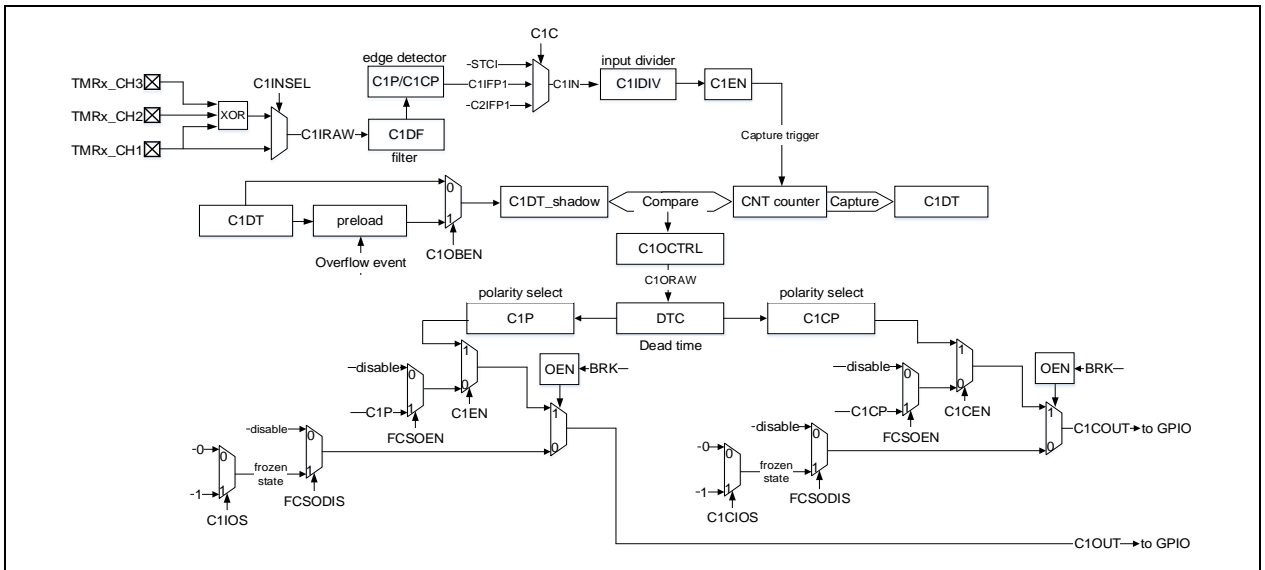 C1C
edge detector
input divider
TMRx_CH3
C1INSEL
C1P/C1CP
STCI
C1IFP1
C2IFP1
C1IN
C1IDIV
C1EN
TMRx_CH2
XOR
C1IRAW
C1DF
filter
Capture trigger
TMRx_CH1
0
1
C1DT
preload
C1OBEN
Overflow event
C1DT_shadow
Compare
CNT counter
Capture
C1DT
C1OCTRL
C1ORAW
polarity select
C1P
DTC
Dead time
polarity select
C1CP
disable
0
1
C1P
FCSOEN
1
0
C1EN
OEN
BRK
1
0
disable
0
1
C1CP
FCSOEN
1
0
C1CEN
OEN
BRK
1
0
C1COUT
to GPIO
0
1
0
1
C1IOS
frozen
state
disable
0
1
FCSODIS
0
1
0
1
C1CIOS
frozen
state
disable
0
1
FCSODIS
C1OUT
to GPIO